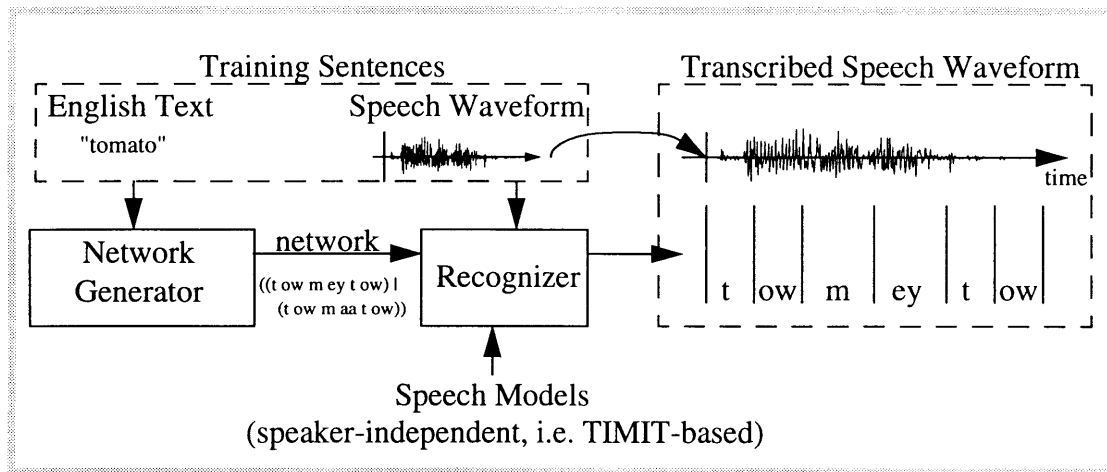 Training Sentences
English Text
"tomato"
Speech Waveform
Transcribed Speech Waveform
time
Network
Generator
network
((t ow m ey t ow) |
(t ow m aa t ow))
Recognizer
t ow m ey t ow
Speech Models
(speaker-independent, i.e. TIMIT-based)